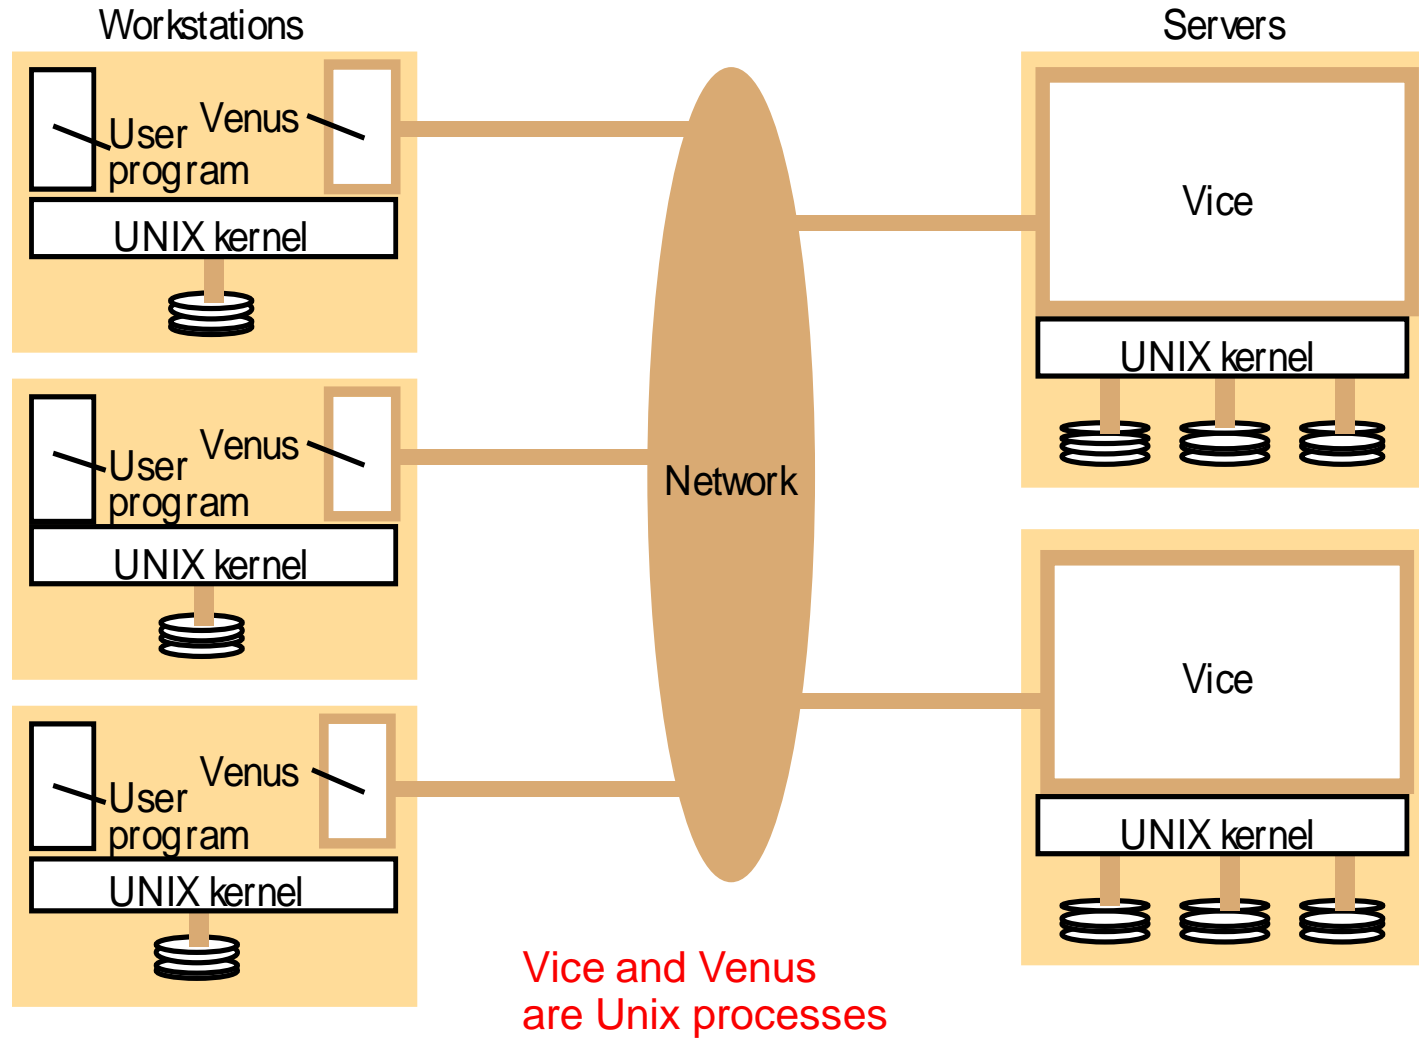 Workstations
Servers
Venus
User
program
UNIX kernel
Vice
UNIX kernel
Venus
User
program
UNIX kernel
Network
Venus
User
program
UNIX kernel
Vice
UNIX kernel
Vice and Venus
are Unix processes